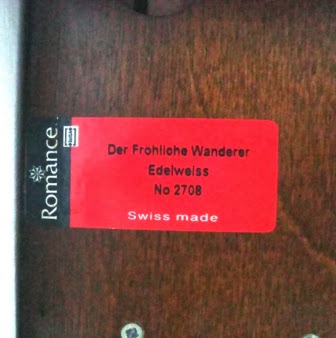 Romance
Der Frohliche Wanderer
Edelweiss
No 2708
Swiss made